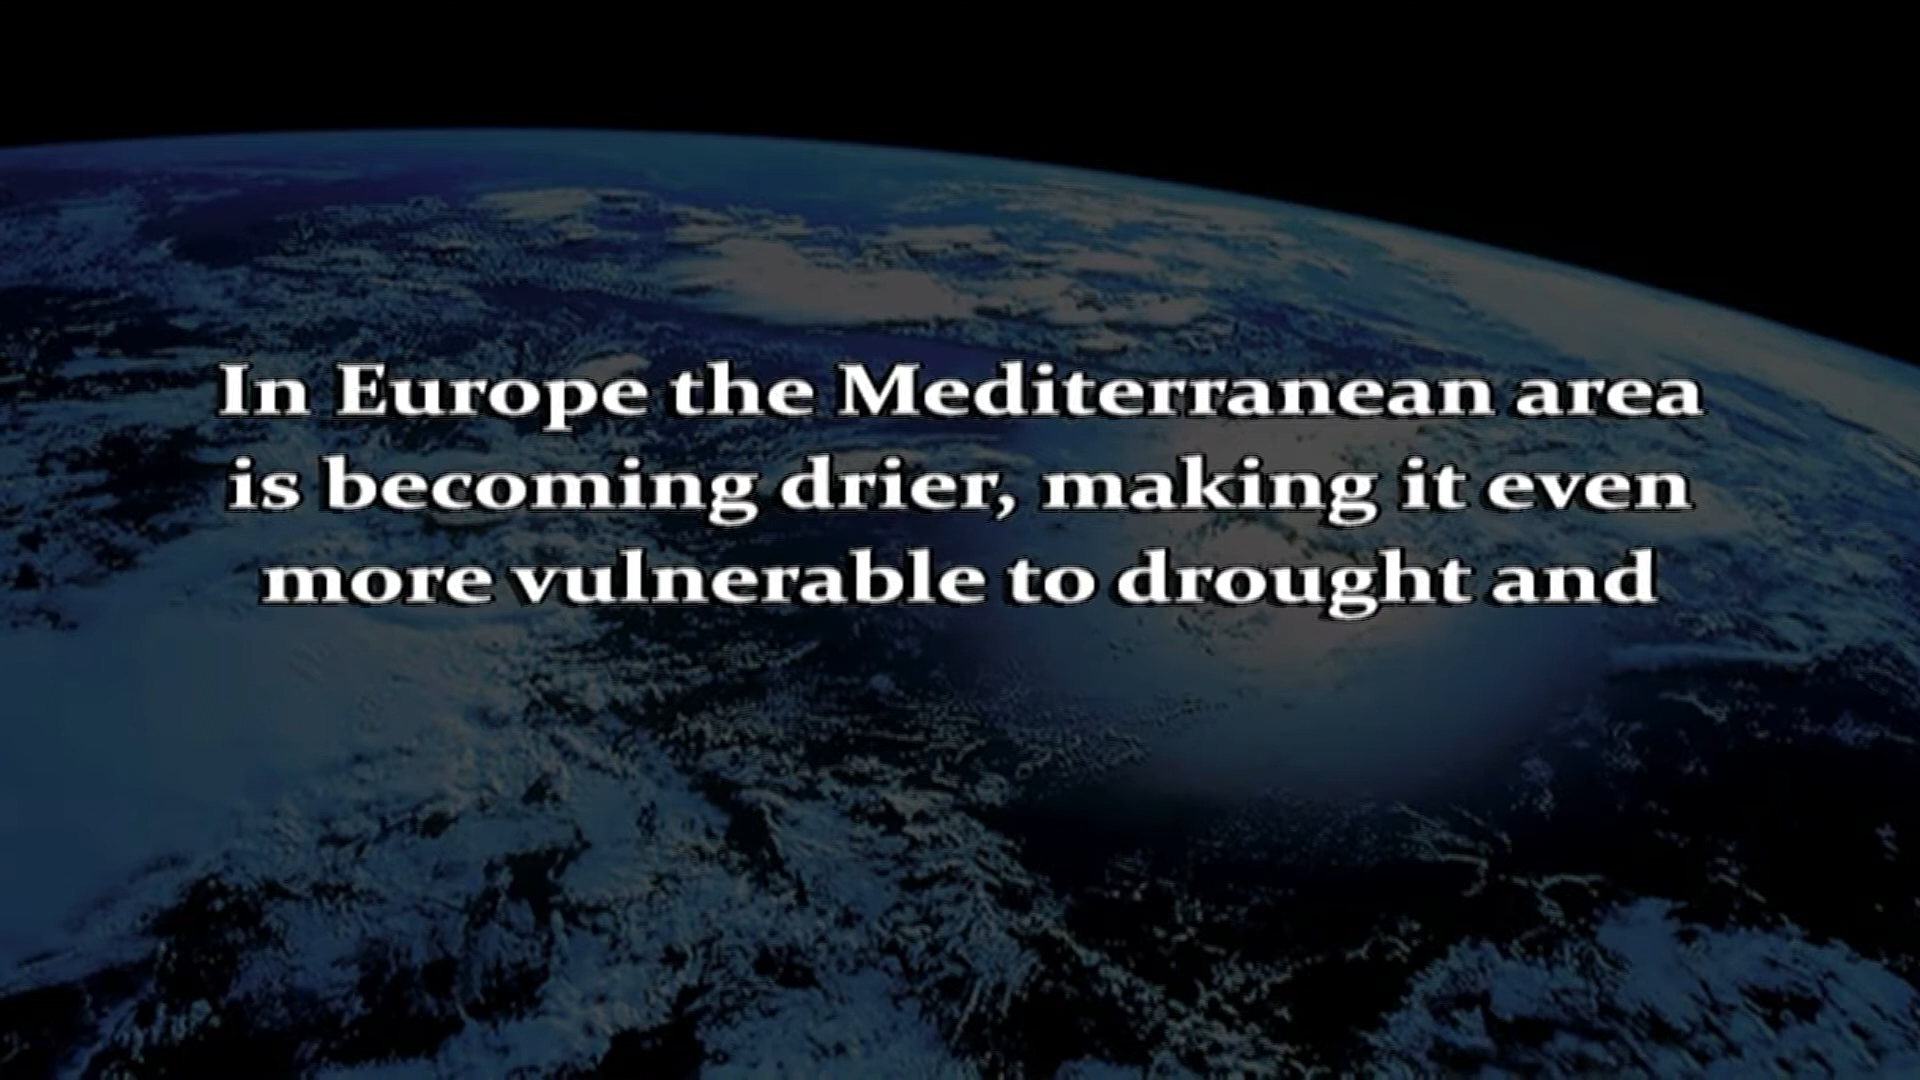 In Europe the Mediterranean area
is becoming drier, making it even
more vulnerable to drought and